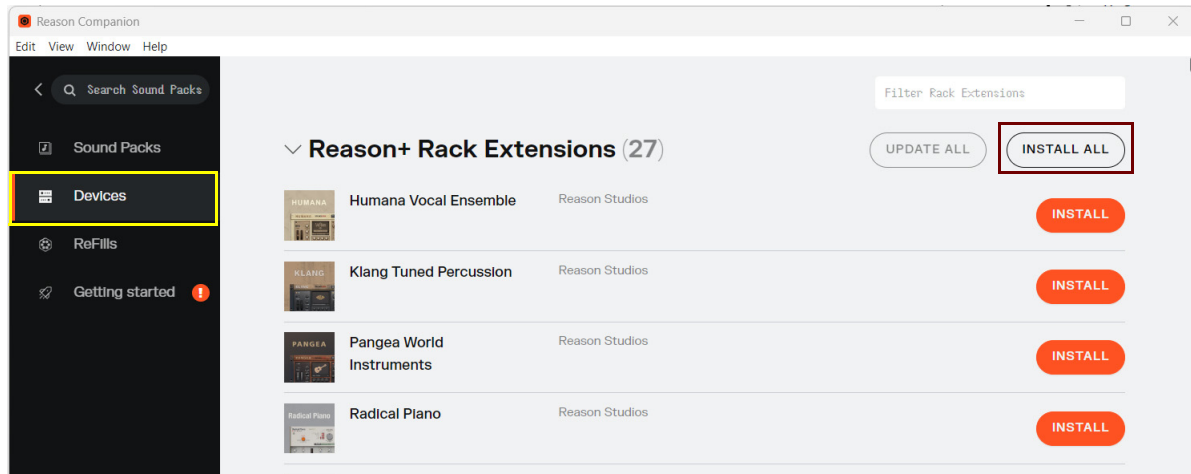 Reason Companion
Edit View Window Help
Search Sound Packs
Filter Rack Extensions
Sound Packs
Devices
ReFills
Getting started
Reason+ Rack Extensions (27)
UPDATE ALL
INSTALL ALL
HUMANA
Humana Vocal Ensemble
Reason Studios
INSTALL
KLANG
Klang Tuned Percussion
Reason Studios
INSTALL
PANGEA
Pangea World
Instruments
Reason Studios
INSTALL
Radical Piano
Radical Piano
Reason Studios
INSTALL